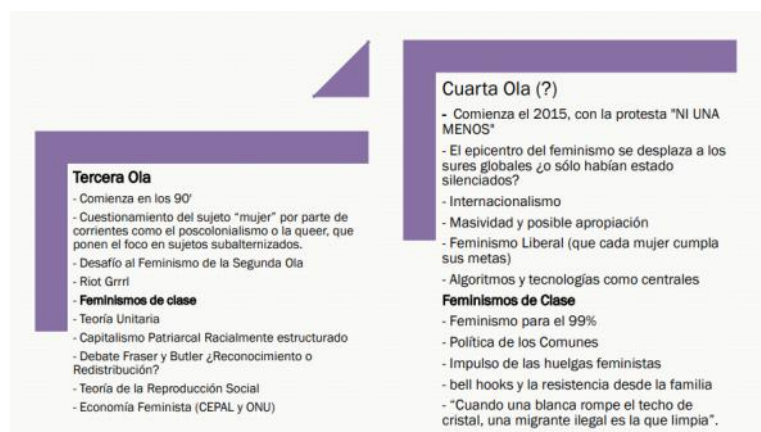 Tercera Ola
- Comienza en los 90'
- Cuestionamiento del sujeto “mujer” por parte de
corrientes como el poscolonialismo o la queer, que
ponen el foco en sujetos subalternizados.
- Desafío al Feminismo de la Segunda Ola
- Riot Grrrl
- Feminismos de clase
- Teoría Unitaria
- Capitalismo Patriarcal Racialmente estructurado
- Debate Fraser y Butler ¿Reconocimiento o
Redistribución?
- Teoría de la Reproducción Social
- Economía Feminista (CEPAL y ONU)
Cuarta Ola (?)
- Comienza el 2015, con la protesta "NI UNA
MENOS"
- El epicentro del feminismo se desplaza a los
sures globales ¿o sólo habían estado
silenciados?
- Internacionalismo
- Masividad y posible apropiación
- Feminismo Liberal (que cada mujer cumpla
sus metas)
- Algoritmos y tecnologías como centrales
Feminismos de Clase
- Feminismo para el 99%
- Política de los Comunes
- Impulso de las huelgas feministas
- bell hooks y la resistencia desde la familia
- “Cuando una blanca rompe el techo de
cristal, una migrante ilegal es la que limpia”.